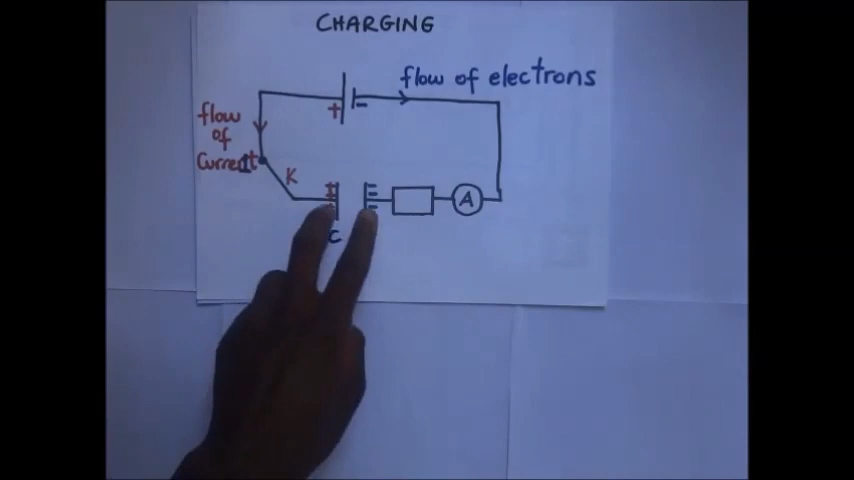 CHARGING
flow of electrons
+ -
flow
of
Current
K
A
C